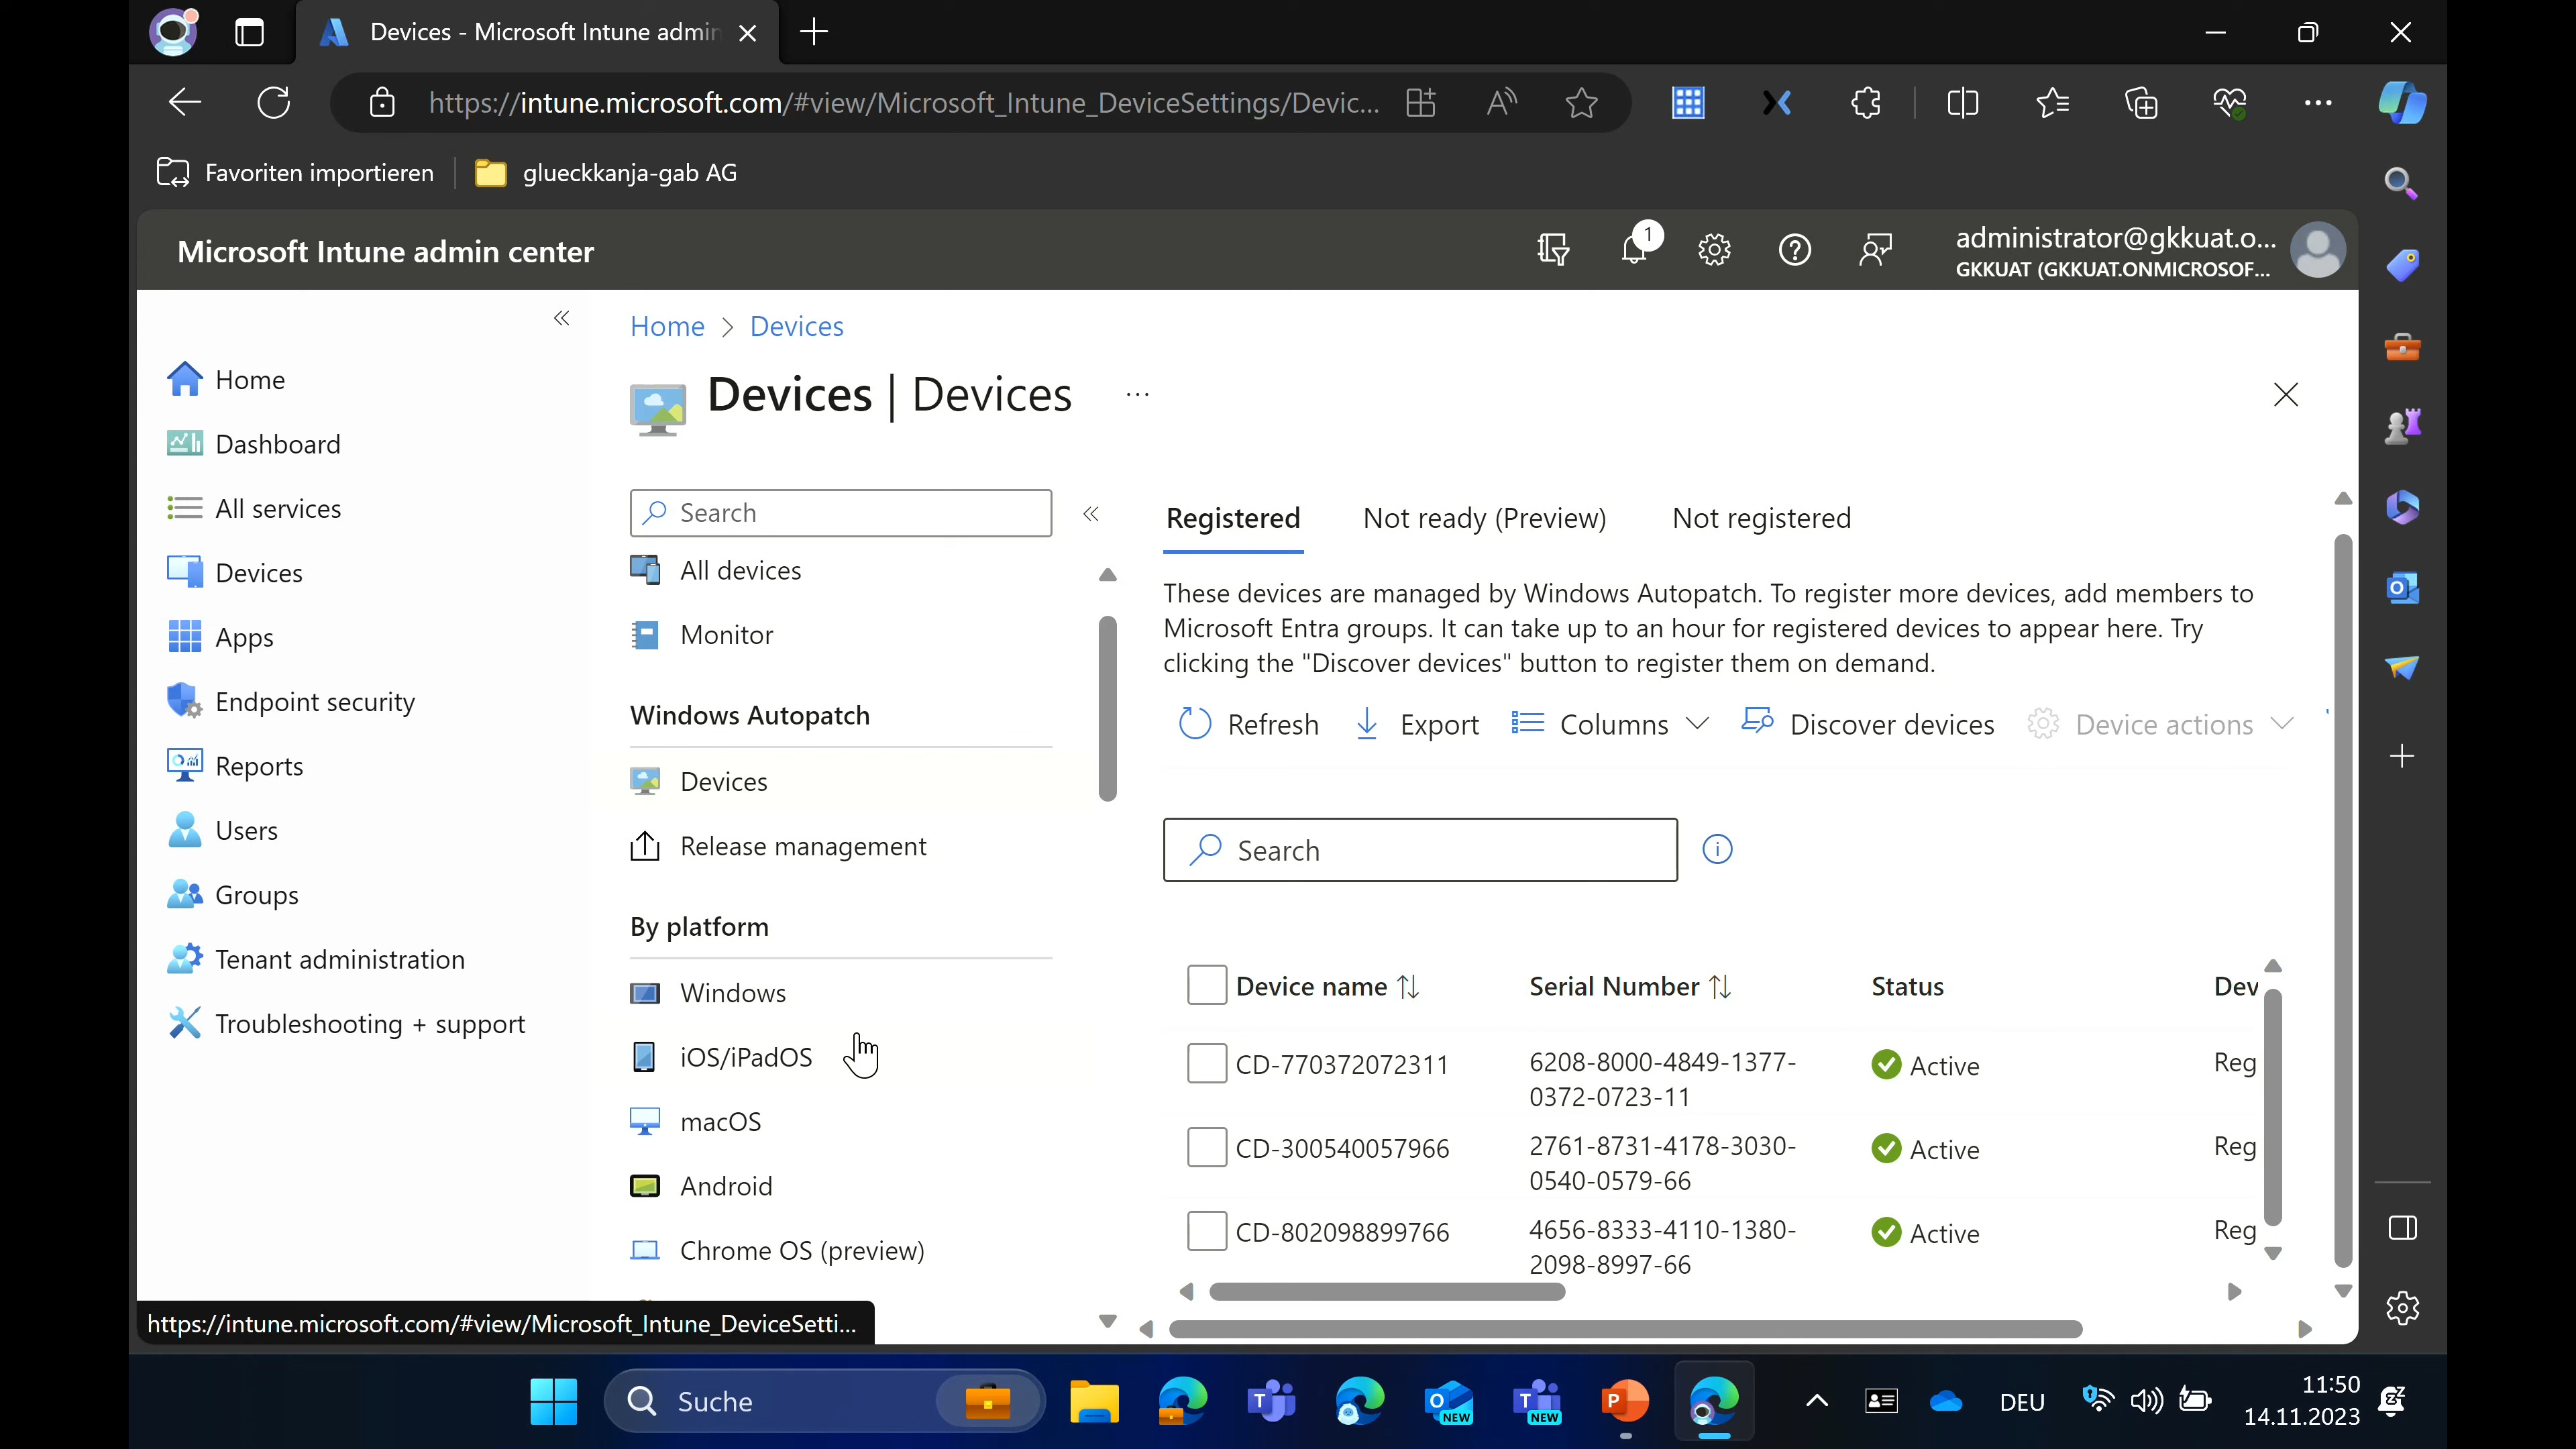 Devices - Microsoft Intune admin
https://intune.microsoft.com/#view/Microsoft_Intune_DeviceSettings/Devic...
Favoriten importieren
glueckkanja-gab AG
Microsoft Intune admin center
1
administrator@gkkuat.o...
GKKUAT (GKKUAT.ONMICROSOF...
Home
Dashboard
All services
Devices
Apps
Endpoint security
Reports
Users
Groups
Tenant administration
Troubleshooting + support
Home > Devices
Devices | Devices ...
Search
All devices
Monitor
Windows Autopatch
Devices
Release management
By platform
Windows
iOS/iPadOS
macOS
Android
Chrome OS (preview)
Registered Not ready (Preview) Not registered
These devices are managed by Windows Autopatch. To register more devices, add members to
Microsoft Entra groups. It can take up to an hour for registered devices to appear here. Try
clicking the "Discover devices" button to register them on demand.
Refresh Export Columns Discover devices Device actions
Search
Device name Serial Number Status Dev
CD-770372072311 6208-8000-4849-1377- Active Reg
0372-0723-11
CD-300540057966 2761-8731-4178-3030- Active Reg
0540-0579-66
CD-802098899766 4656-8333-4110-1380- Active Reg
2098-8997-66
https://intune.microsoft.com/#view/Microsoft_Intune_DeviceSetti...
Suche
NEW
NEW
DEU
11:50
14.11.2023